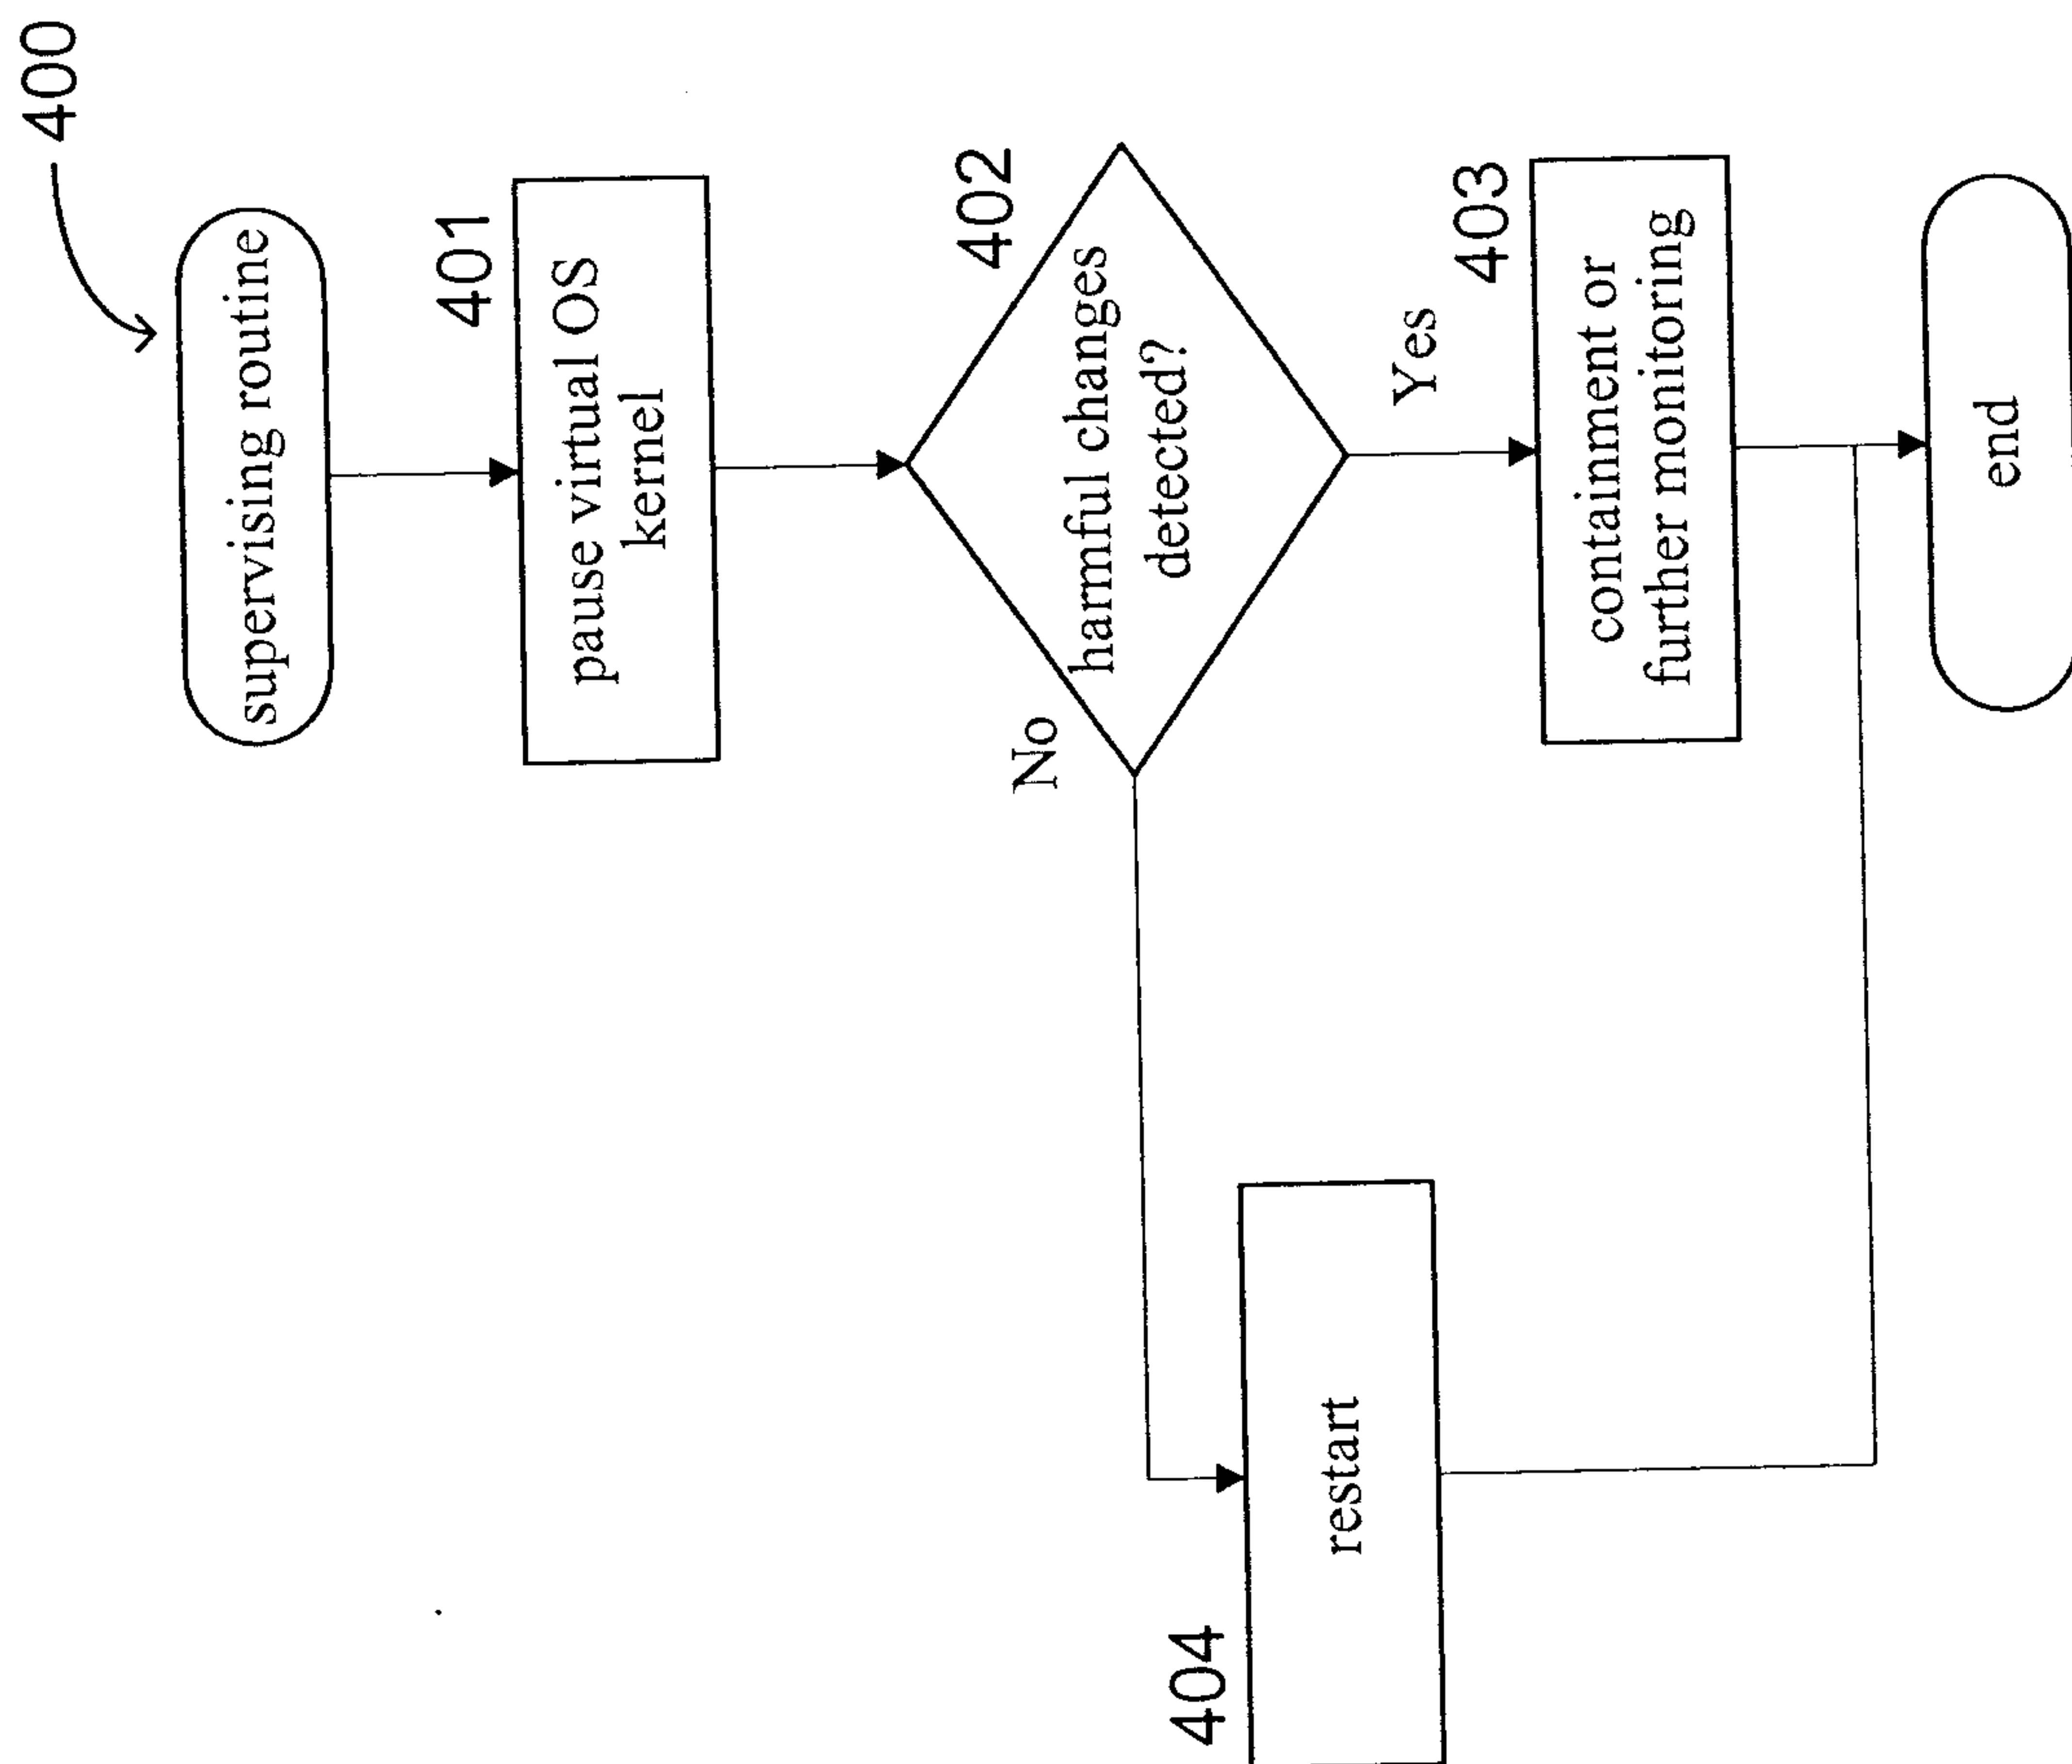 400
supervising routine
401
pause virtual OS
kernel
402
harmful changes
detected?
No
Yes
403
containment or
further monitoring
404
restart
end